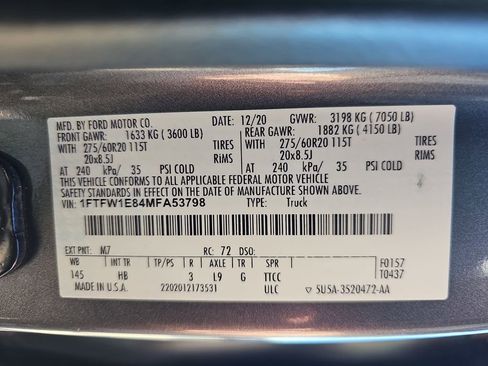 MFD. BY FORD MOTOR CO. DATE: 12/20 GVWR: 3198 KG ( 7050 LB)
FRONT GAWR: 1633 KG ( 3600 LB) REAR GAWR: 1882 KG ( 4150 LB)
WITH 275/60R20 115T TIRES WITH 275/60R20 115T TIRES
20x8.5J RIMS 20x8.5J RIMS
AT 240 kPa/ 35 PSI COLD AT 240 kPa/ 35 PSI COLD
THIS VEHICLE CONFORMS TO ALL APPLICABLE FEDERAL MOTOR VEHICLE
SAFETY STANDARDS IN EFFECT ON THE DATE OF MANUFACTURE SHOWN ABOVE.
VIN: 1FTFW1E84MFA53798 TYPE: Truck
EXT PNT: M7 RC: 72 DSO:
WB INT TR TP/PS R AXLE TR SPR F0157
145 HB 3 L9 G TTCC T0437
MADE IN U.S.A. 2202012173531 ULC ▽ SU5A-3520472-AA